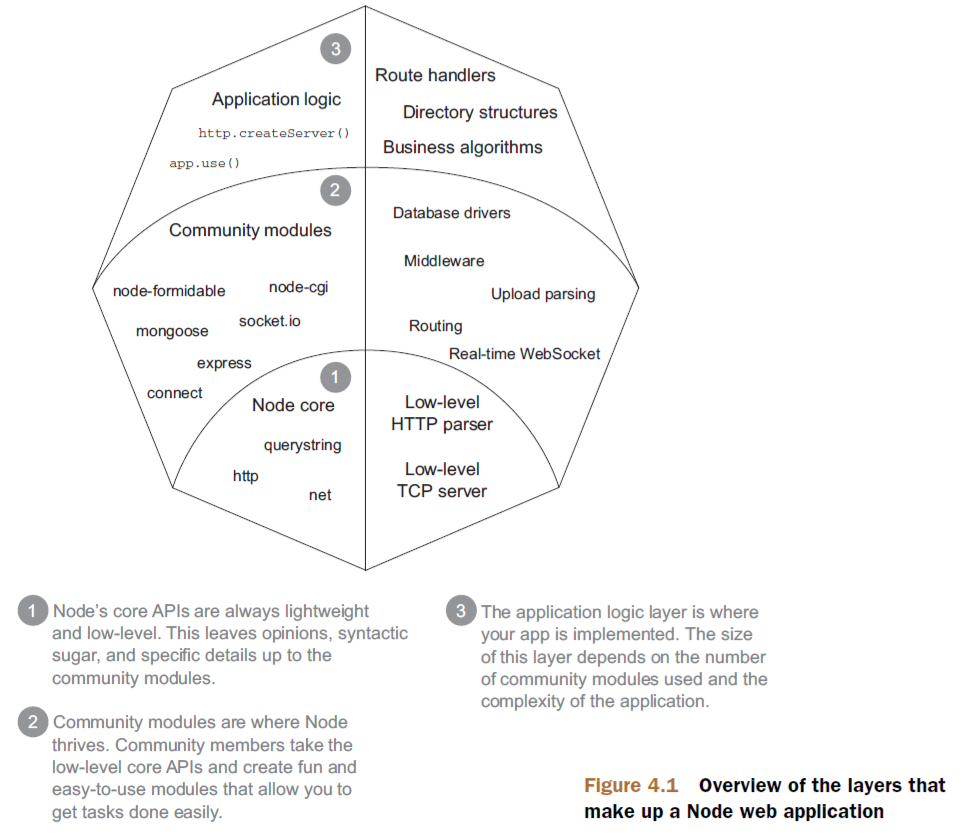 3
Application logic
http.createServer()
app.use()
Route handlers
Directory structures
Business algorithms
2
Community modules
node-formidable
node-cgi
mongoose
socket.io
express
connect
Database drivers
Middleware
Upload parsing
Routing
Real-time WebSocket
1
Node core
querystring
http
net
Low-level
HTTP parser
Low-level
TCP server
1 Node's core APIs are always lightweight
and low-level. This leaves opinions, syntactic
sugar, and specific details up to the
community modules.
2 Community modules are where Node
thrives. Community members take the
low-level core APIs and create fun and
easy-to-use modules that allow you to
get tasks done easily.
3 The application logic layer is where
your app is implemented. The size
of this layer depends on the number
of community modules used and the
complexity of the application.
Figure 4.1 Overview of the layers that
make up a Node web application